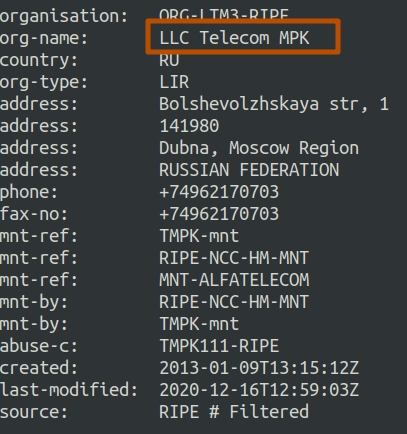 organisation: ORG-LTM3-RIPE
org-name: LLC Telecom MPK
country: RU
org-type: LIR
address: Bolshevolzhskaya str, 1
address: 141980
address: Dubna, Moscow Region
address: RUSSIAN FEDERATION
phone: +74962170703
fax-no: +74962170703
mnt-ref: TMPK-mnt
mnt-ref: RIPE-NCC-HM-MNT
mnt-ref: MNT-ALFATELECOM
mnt-by: RIPE-NCC-HM-MNT
mnt-by: TMPK-mnt
abuse-c: TMPK111-RIPE
created: 2013-01-09T13:15:12Z
last-modified: 2020-12-16T12:59:03Z
source: RIPE # Filtered